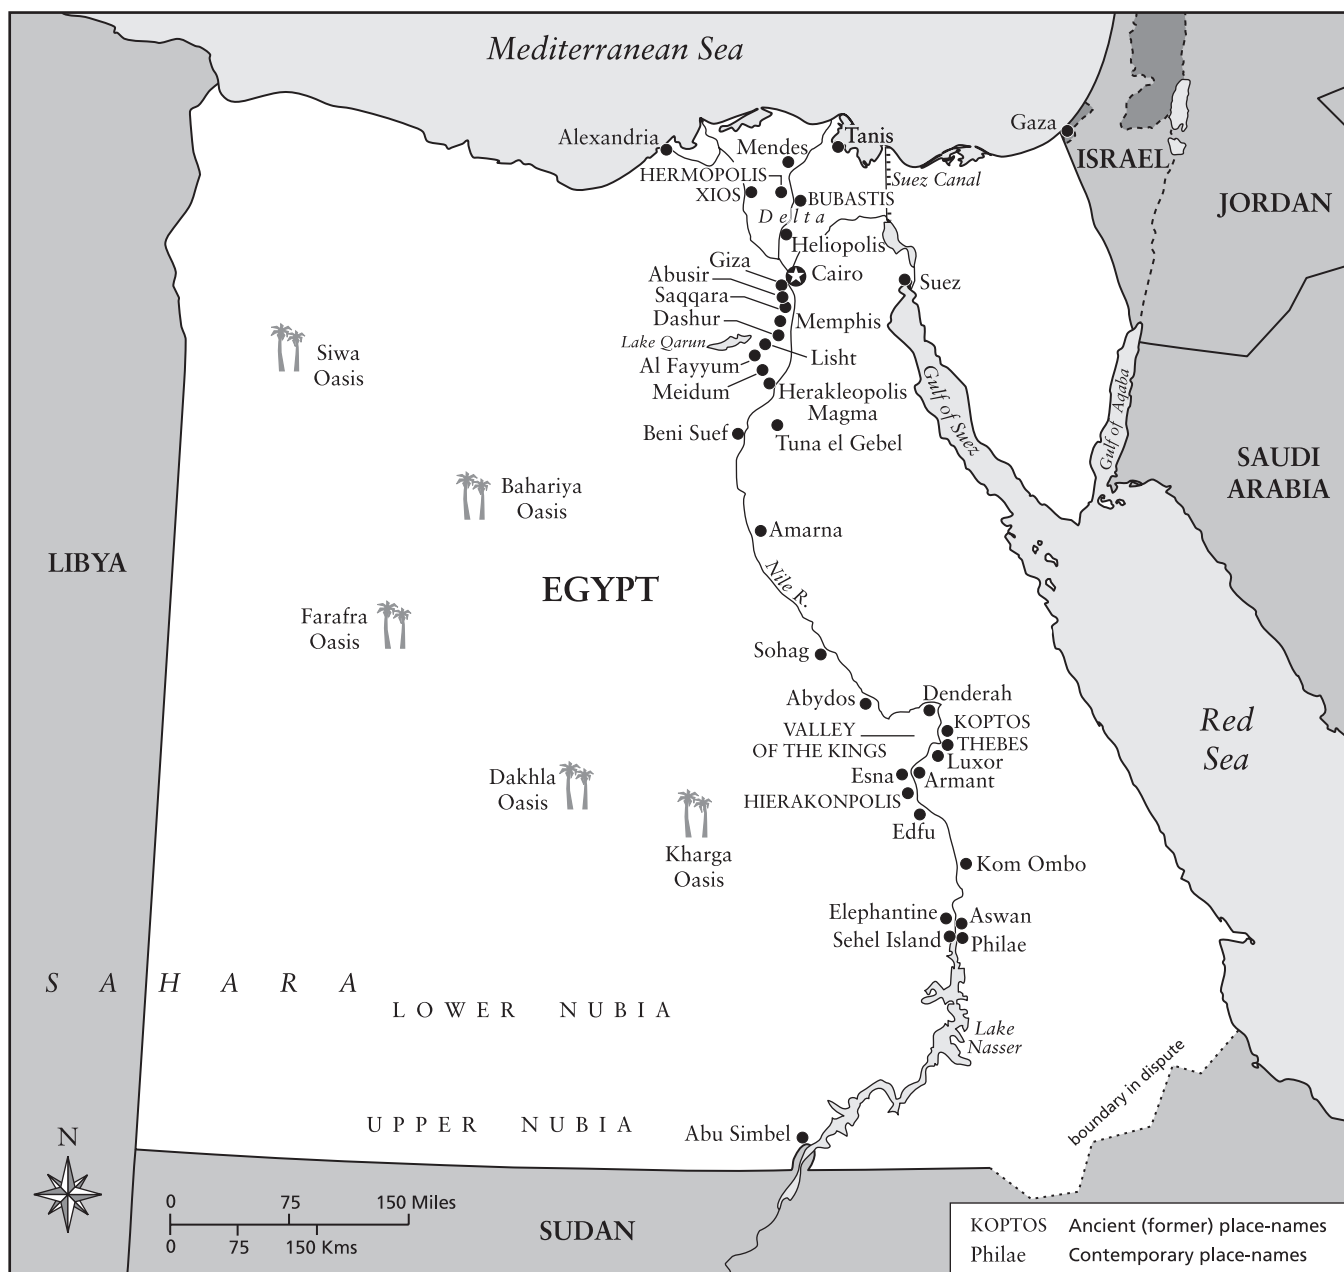 Mediterranean Sea
Alexandria
Mendes
Tanis
Gaza
ISRAEL
HERMOPOLIS
XIOS
BUBASTIS
Suez Canal
JORDAN
Delta
Heliopolis
Giza
Cairo
Abusir
Suez
Saqqara
Dashur
Memphis
Lake Qarun
Lisht
Al Fayyum
Meidum
Herakleopolis
Magma
Siwa
Oasis
Beni Suef
Tuna el Gebel
Gulf of Suez
Gulf of Aqaba
SAUDI
ARABIA
Bahariya
Oasis
Amarna
LIBYA
EGYPT
Nile R.
Farafra
Oasis
Sohag
Abydos
Denderah
VALLEY
OF THE KINGS
KOPTOS
THEBES
Luxor
Red
Sea
Esna
Armant
Dakhla
Oasis
HIERAKONPOLIS
Edfu
Kharga
Oasis
Kom Ombo
Elephantine
Aswan
Sehel Island
Philae
SAHARA
LOWER NUBIA
Lake
Nasser
boundary in dispute
UPPER NUBIA
Abu Simbel
N
0 75 150 Miles
0 75 150 Kms
SUDAN
KOPTOS Ancient (former) place-names
Philae Contemporary place-names